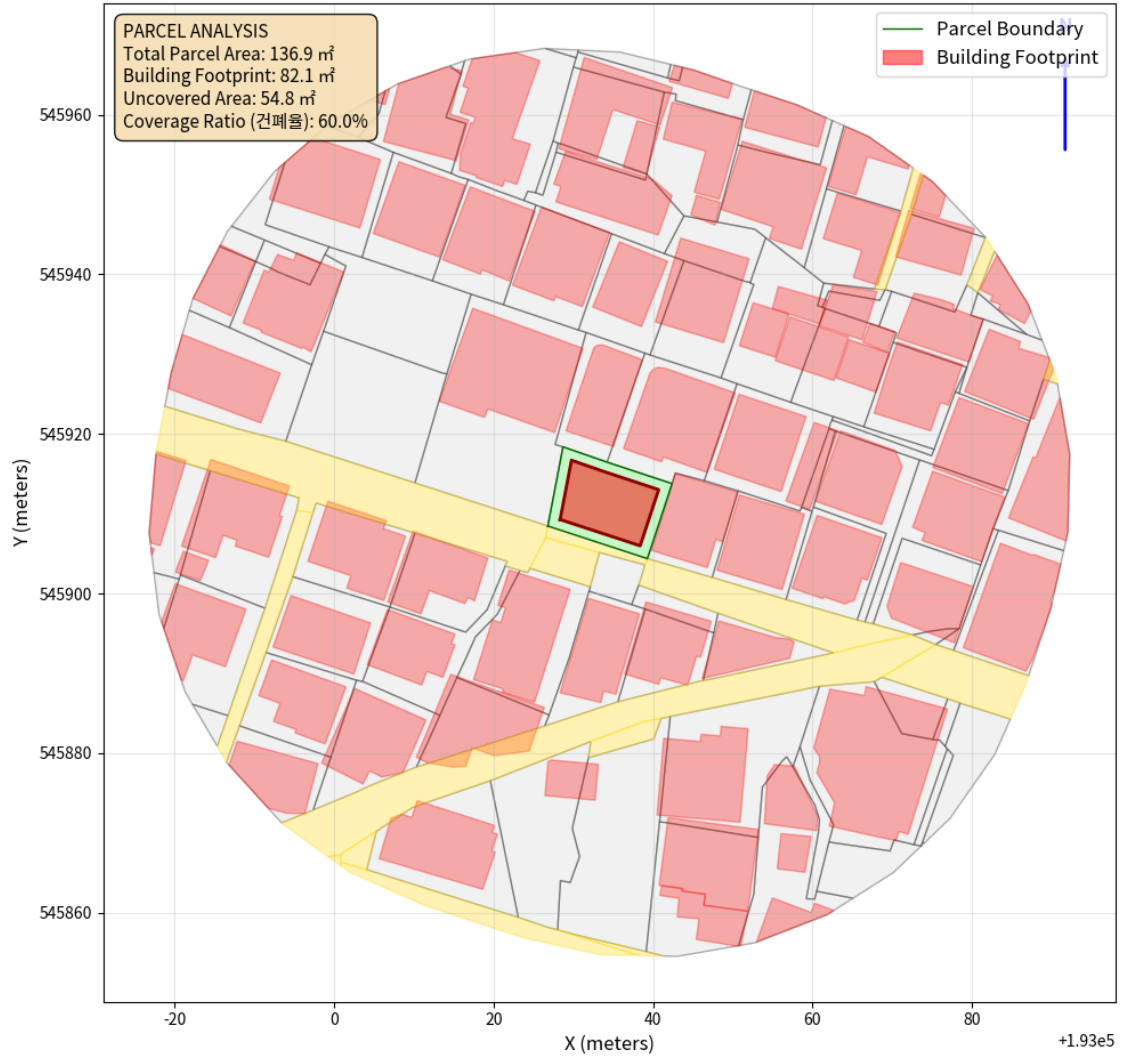 PARCEL ANALYSIS
Total Parcel Area: 136.9 ㎡
Building Footprint: 82.1 ㎡
Uncovered Area: 54.8 ㎡
Coverage Ratio (건폐율): 60.0%
Parcel Boundary
Building Footprint
N
545960
545940
545920
545900
545880
545860
Y (meters)
-20
0
20
40
60
80
+1.93e5
X (meters)